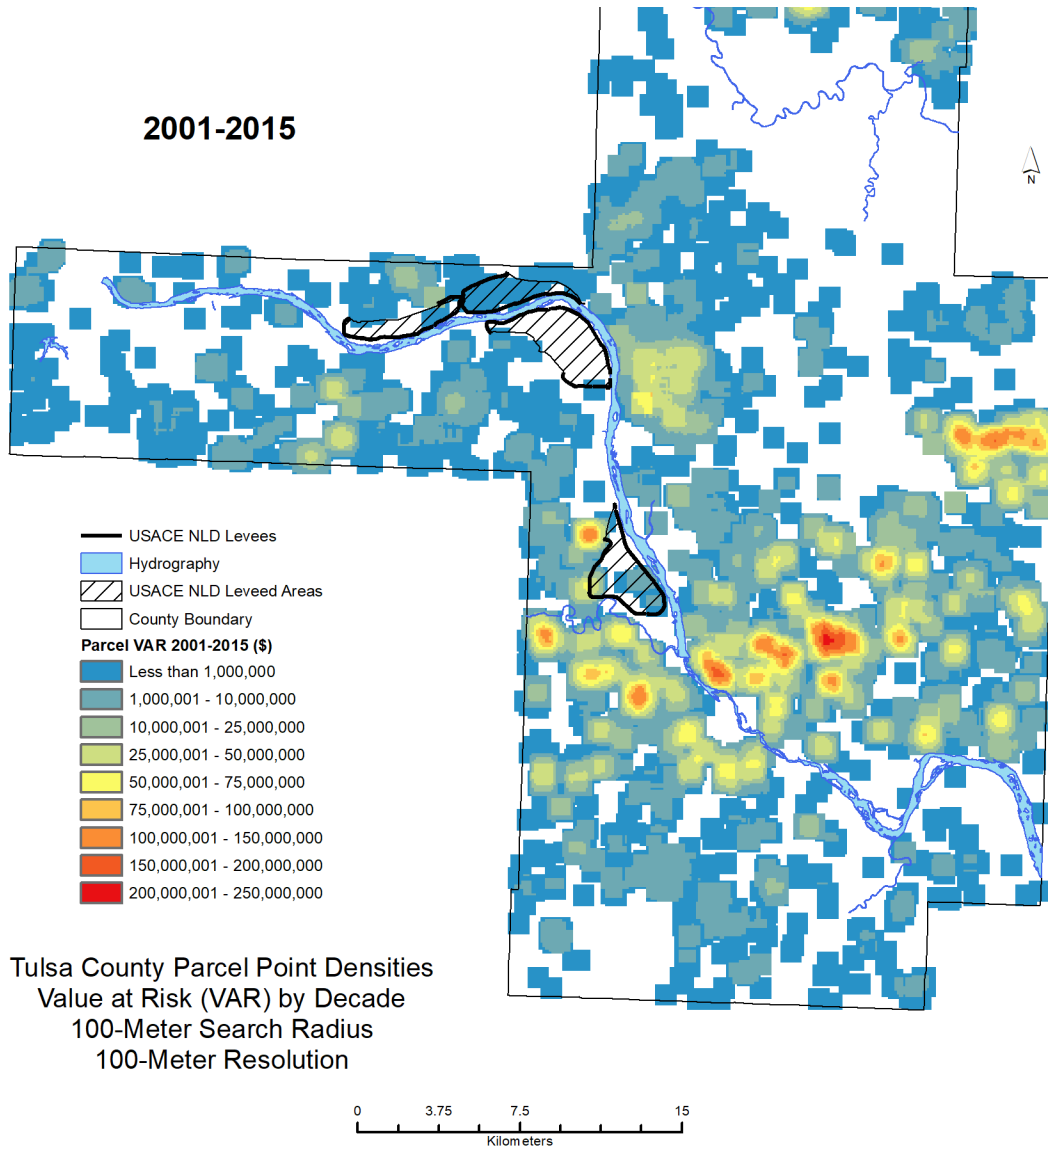 2001-2015
N
USACE NLD Levees
Hydrography
USACE NLD Leveed Areas
County Boundary
Parcel VAR 2001-2015 ($)
Less than 1,000,000
1,000,001 - 10,000,000
10,000,001 - 25,000,000
25,000,001 - 50,000,000
50,000,001 - 75,000,000
75,000,001 - 100,000,000
100,000,001 - 150,000,000
150,000,001 - 200,000,000
200,000,001 - 250,000,000
Tulsa County Parcel Point Densities
Value at Risk (VAR) by Decade
100-Meter Search Radius
100-Meter Resolution
0 3.75 7.5 15
Kilometers